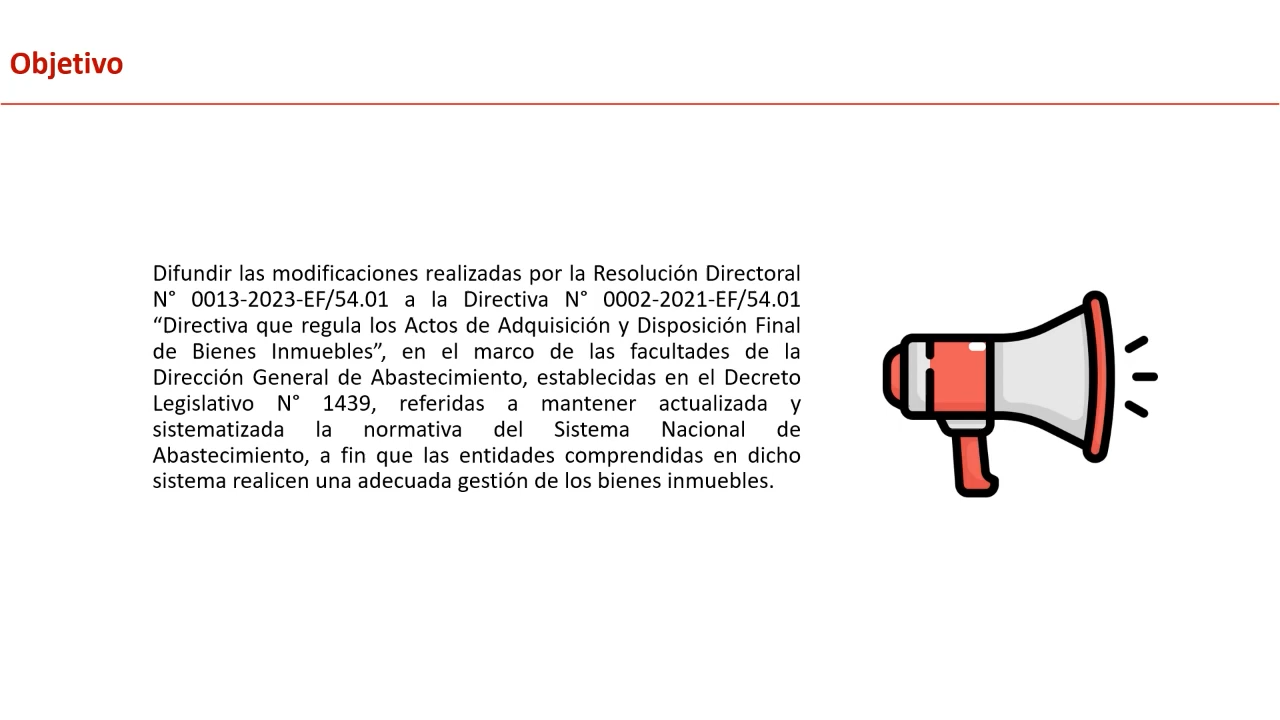 Objetivo
Difundir las modificaciones realizadas por la Resolución Directoral
N° 0013-2023-EF/54.01 a la Directiva N° 0002-2021-EF/54.01
“Directiva que regula los Actos de Adquisición y Disposición Final
de Bienes Inmuebles”, en el marco de las facultades de la
Dirección General de Abastecimiento, establecidas en el Decreto
Legislativo N° 1439, referidas a mantener actualizada y
sistematizada la normativa del Sistema Nacional de
Abastecimiento, a fin que las entidades comprendidas en dicho
sistema realicen una adecuada gestión de los bienes inmuebles.